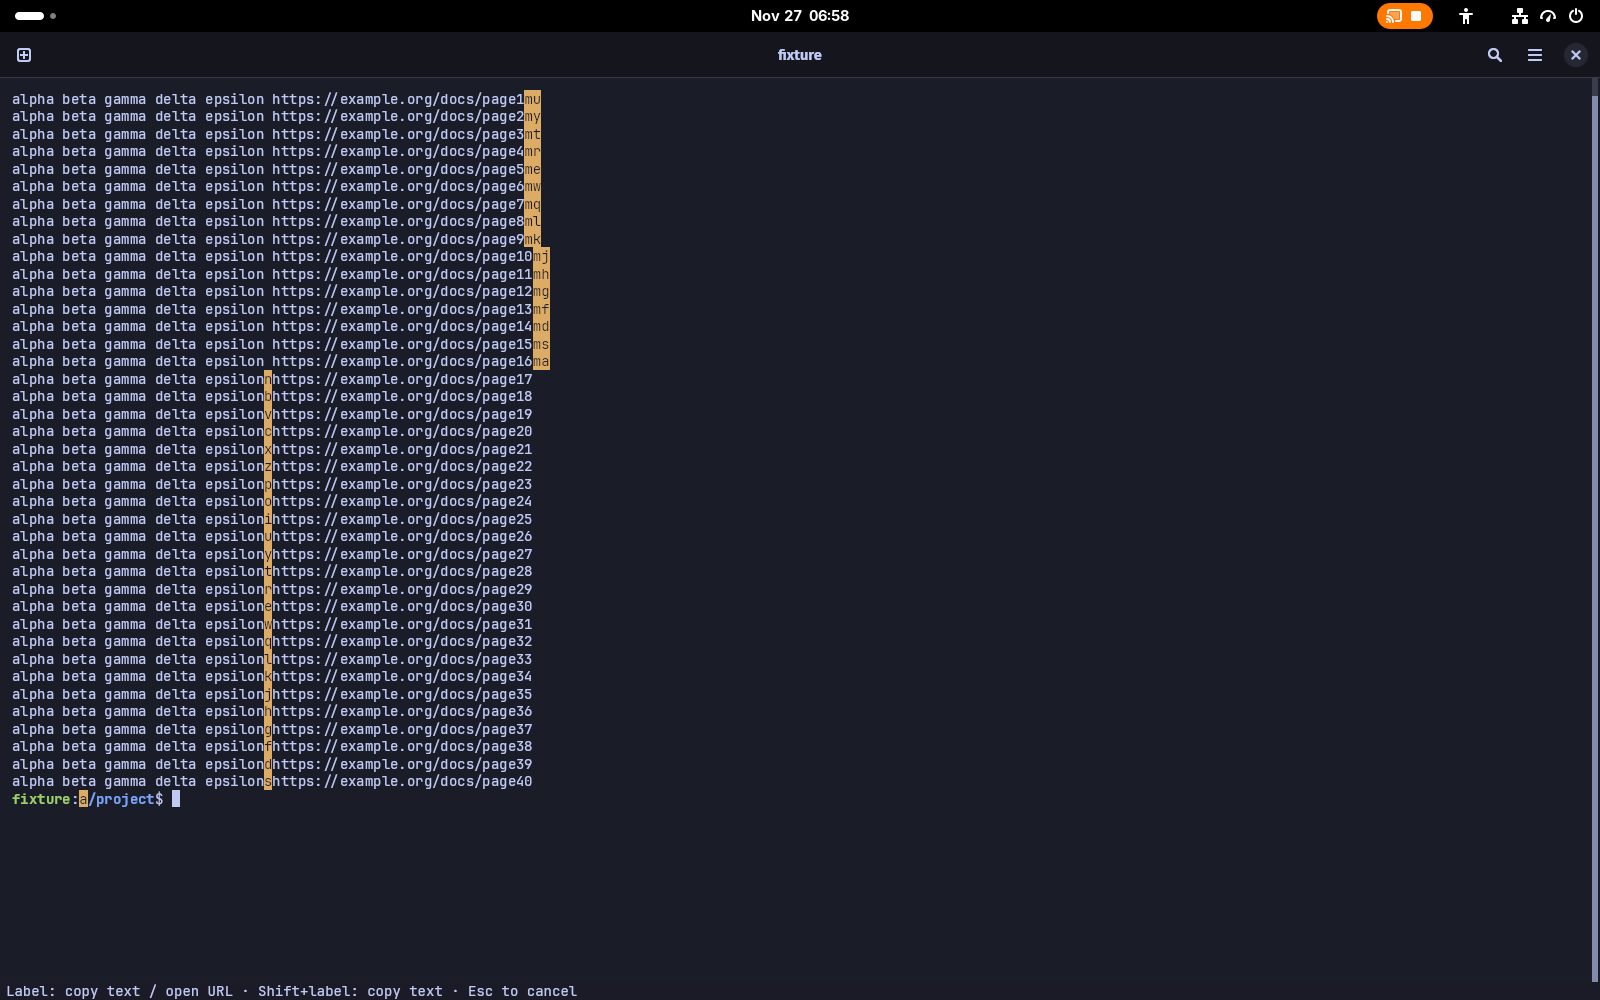 Nov 27 06:58
fixture
alpha beta gamma delta epsilon https://example.org/docs/page1mu
alpha beta gamma delta epsilon https://example.org/docs/page2my
alpha beta gamma delta epsilon https://example.org/docs/page3mt
alpha beta gamma delta epsilon https://example.org/docs/page4mr
alpha beta gamma delta epsilon https://example.org/docs/page5me
alpha beta gamma delta epsilon https://example.org/docs/page6mw
alpha beta gamma delta epsilon https://example.org/docs/page7mq
alpha beta gamma delta epsilon https://example.org/docs/page8ml
alpha beta gamma delta epsilon https://example.org/docs/page9mk
alpha beta gamma delta epsilon https://example.org/docs/page10mj
alpha beta gamma delta epsilon https://example.org/docs/page11mh
alpha beta gamma delta epsilon https://example.org/docs/page12mg
alpha beta gamma delta epsilon https://example.org/docs/page13mf
alpha beta gamma delta epsilon https://example.org/docs/page14md
alpha beta gamma delta epsilon https://example.org/docs/page15ms
alpha beta gamma delta epsilon https://example.org/docs/page16ma
alpha beta gamma delta epsilonnhttps://example.org/docs/page17
alpha beta gamma delta epsilonbhttps://example.org/docs/page18
alpha beta gamma delta epsilonvhttps://example.org/docs/page19
alpha beta gamma delta epsilonchttps://example.org/docs/page20
alpha beta gamma delta epsilonxhttps://example.org/docs/page21
alpha beta gamma delta epsilonzhttps://example.org/docs/page22
alpha beta gamma delta epsilonphttps://example.org/docs/page23
alpha beta gamma delta epsilonohttps://example.org/docs/page24
alpha beta gamma delta epsilonihttps://example.org/docs/page25
alpha beta gamma delta epsilonuhttps://example.org/docs/page26
alpha beta gamma delta epsilonyhttps://example.org/docs/page27
alpha beta gamma delta epsilonthttps://example.org/docs/page28
alpha beta gamma delta epsilonrhttps://example.org/docs/page29
alpha beta gamma delta epsilonehttps://example.org/docs/page30
alpha beta gamma delta epsilonwhttps://example.org/docs/page31
alpha beta gamma delta epsilonqhttps://example.org/docs/page32
alpha beta gamma delta epsilonlhttps://example.org/docs/page33
alpha beta gamma delta epsilonkhttps://example.org/docs/page34
alpha beta gamma delta epsilonjhttps://example.org/docs/page35
alpha beta gamma delta epsilonhhttps://example.org/docs/page36
alpha beta gamma delta epsilonghttps://example.org/docs/page37
alpha beta gamma delta epsilonfhttps://example.org/docs/page38
alpha beta gamma delta epsilondhttps://example.org/docs/page39
alpha beta gamma delta epsilonshttps://example.org/docs/page40
fixture:a/project$
Label: copy text / open URL · Shift+label: copy text · Esc to cancel